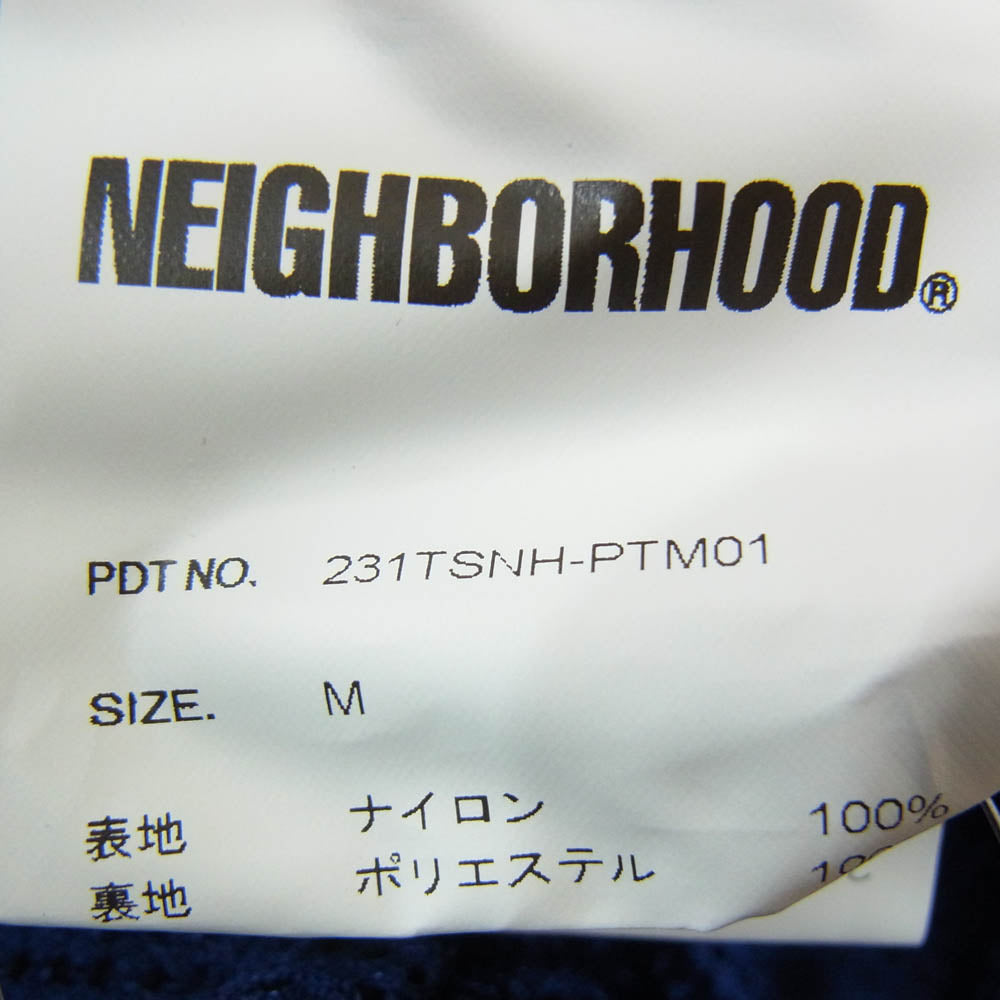 NEIGHBORHOOD®
PDT NO. 231TSNH-PTM01
SIZE. M
表地 ナイロン 100%
裏地 ポリエステル